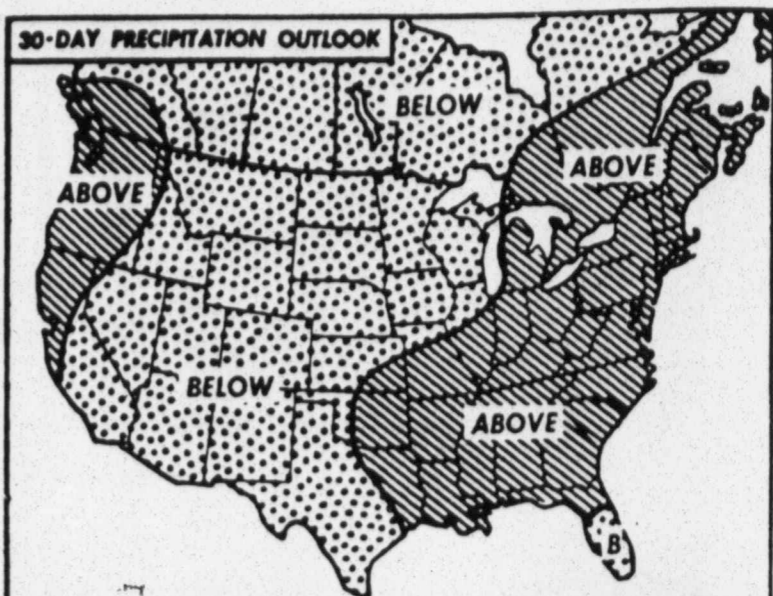 30-DAY PRECIPITATION OUTLOOK
BELOW
ABOVE
ABOVE
BELOW
ABOVE
B